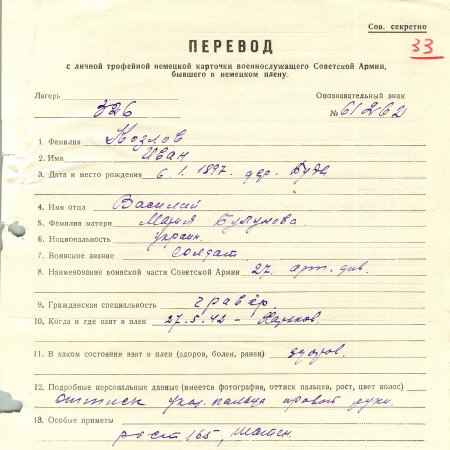 Сов. секретно
33
ПЕРЕВОД
с личной трофейной немецкой карточки военнослужащего Советской Армии,
бывшего в немецком плену.
Лагерь Опознавательный знак
326 № 61262
1. Фамилия Козлов
2. Имя Иван
3. Дата и место рождения 6.1.1897. дер. Буда
4. Имя отца Василий
5. Фамилия матери Мария
6. Национальность украин.
7. Воинское звание солдат
8. Наименование воинской части Советской Армии 27. арт. див.
9. Гражданская специальность гравёр.
10. Когда и где взят в плен 27.5.42 – Харьков.
11. В каком состоянии взят в плен (здоров, болен, ранен) здоров.
12. Подробные персональные данные (имеется фотография, оттиск пальцев, рост, цвет волос)
оттиск указ. пальца правой руки.
13. Особые приметы
рост 165, шатен.